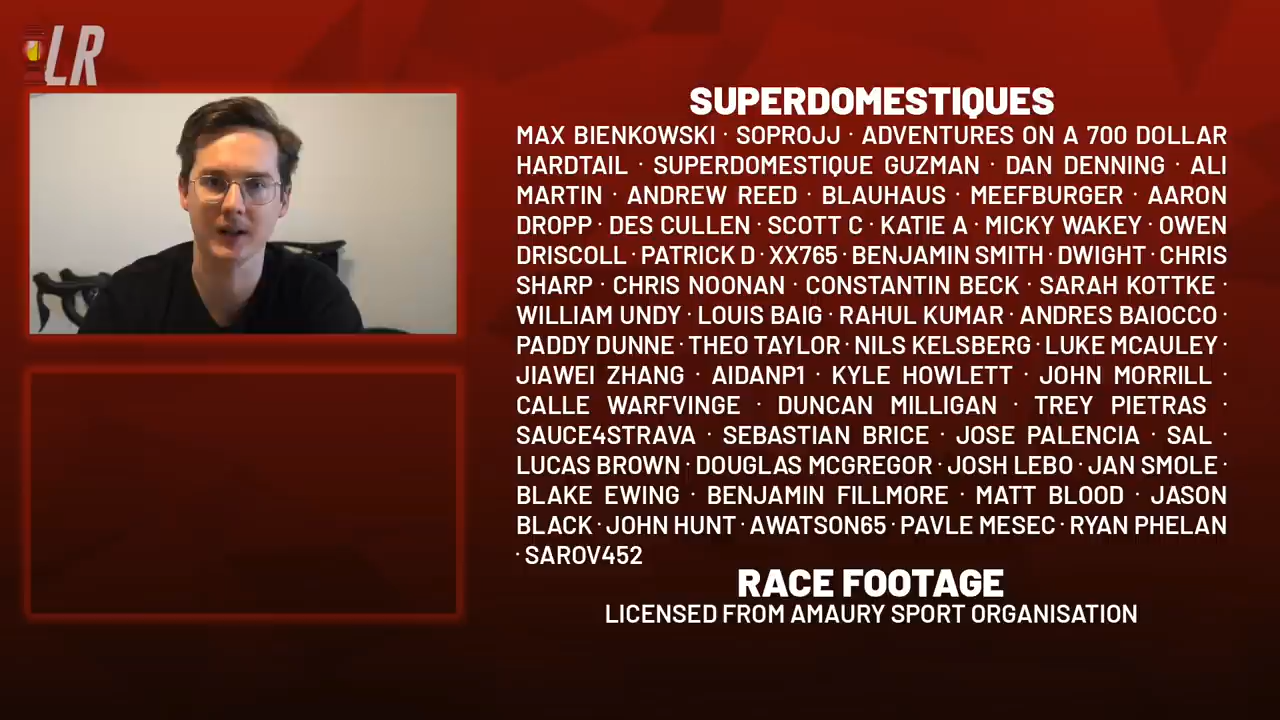 LR
SUPERDOMESTIQUES
MAX BIENKOWSKI · SOPROJJ · ADVENTURES ON A 700 DOLLAR
HARDTAIL · SUPERDOMESTIQUE GUZMAN · DAN DENNING · ALI
MARTIN · ANDREW REED · BLAUHAUS · MEEFBURGER · AARON
DROPP · DES CULLEN · SCOTT C · KATIE A · MICKY WAKEY · OWEN
DRISCOLL · PATRICK D · XX765 · BENJAMIN SMITH · DWIGHT · CHRIS
SHARP · CHRIS NOONAN · CONSTANTIN BECK · SARAH KOTTKE ·
WILLIAM UNDY · LOUIS BAIG · RAHUL KUMAR · ANDRES BAIOCCO ·
PADDY DUNNE · THEO TAYLOR · NILS KELSBERG · LUKE MCAULEY ·
JIAWEI ZHANG · AIDANP1 · KYLE HOWLETT · JOHN MORRILL ·
CALLE WARFVINGE · DUNCAN MILLIGAN · TREY PIETRAS ·
SAUCE4STRAVA · SEBASTIAN BRICE · JOSE PALENCIA · SAL ·
LUCAS BROWN · DOUGLAS MCGREGOR · JOSH LEBO · JAN SMOLE ·
BLAKE EWING · BENJAMIN FILLMORE · MATT BLOOD · JASON
BLACK · JOHN HUNT · AWATSON65 · PAVLE MESEC · RYAN PHELAN
· SAROV452
RACE FOOTAGE
LICENSED FROM AMAURY SPORT ORGANISATION